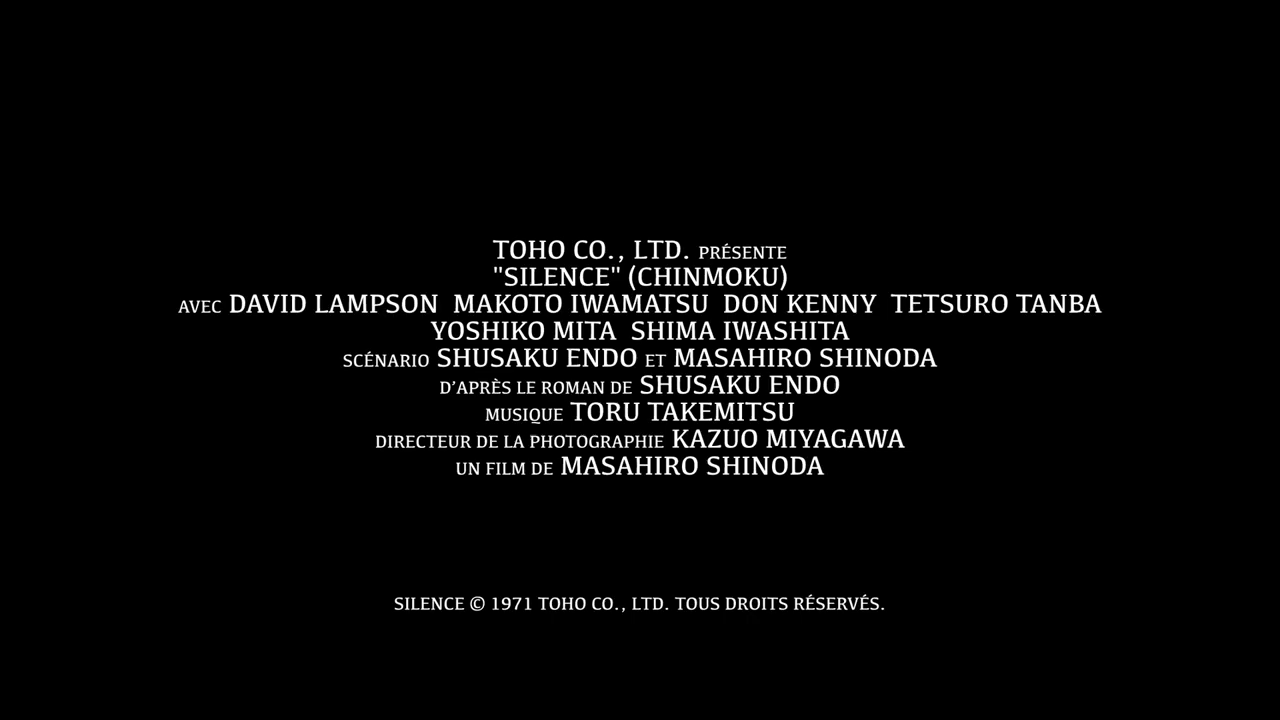 TOHO CO., LTD. PRÉSENTE
"SILENCE" (CHINMOKU)
AVEC DAVID LAMPSON MAKOTO IWAMATSU DON KENNY TETSURO TANBA
YOSHIKO MITA SHIMA IWASHITA
SCÉNARIO SHUSAKU ENDO ET MASAHIRO SHINODA
D'APRÈS LE ROMAN DE SHUSAKU ENDO
MUSIQUE TORU TAKEMITSU
DIRECTEUR DE LA PHOTOGRAPHIE KAZUO MIYAGAWA
UN FILM DE MASAHIRO SHINODA
SILENCE © 1971 TOHO CO., LTD. TOUS DROITS RÉSERVÉS.